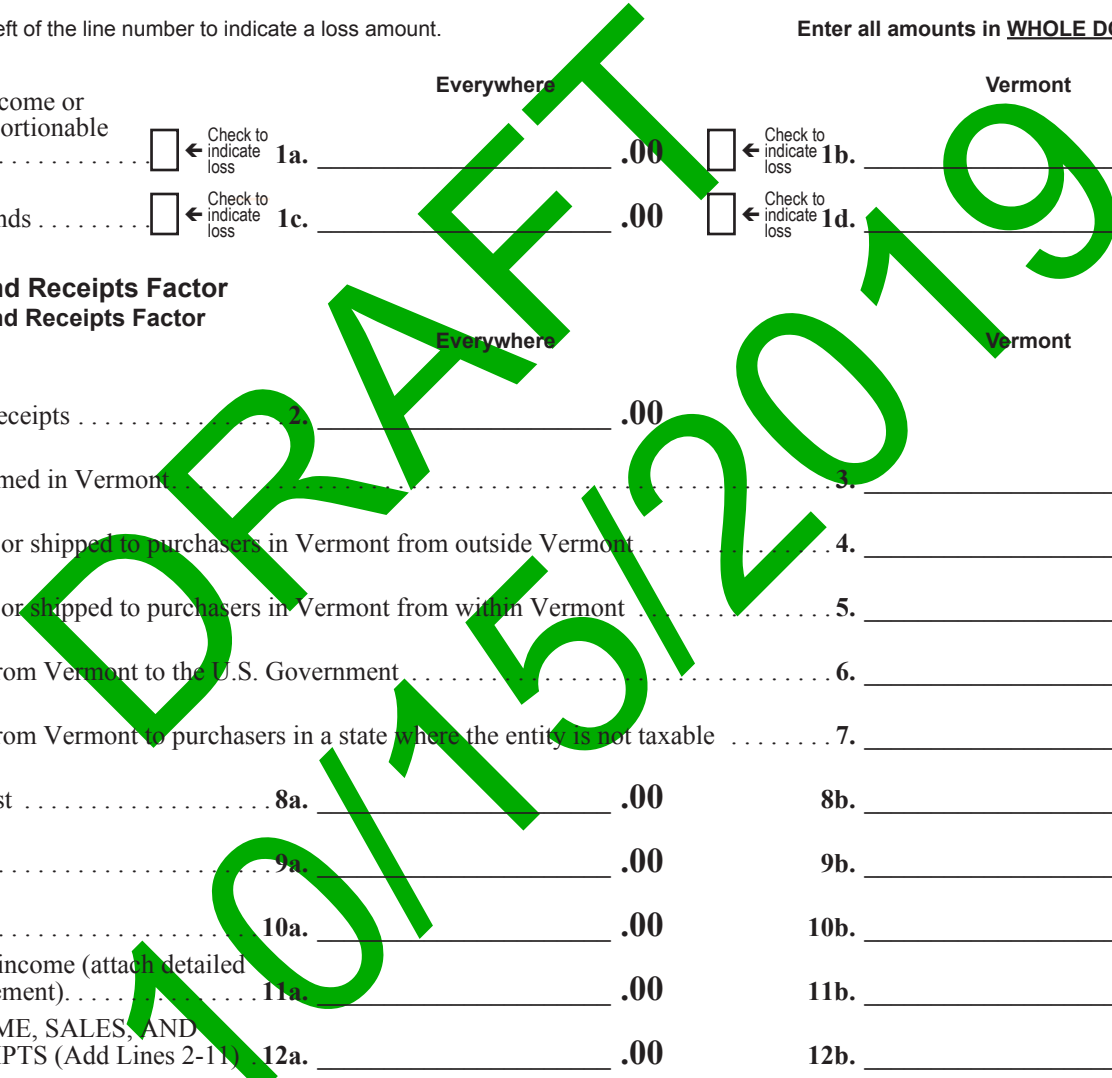 eft of the line number to indicate a loss amount. Enter all amounts in WHOLE DO
Everywhere Vermont
come or
ortionable
. . . . . . . . . . . . Check to indicate loss 1a. .00 Check to indicate loss 1b.
nds . . . . . . . . . Check to indicate loss 1c. .00 Check to indicate loss 1d.
nd Receipts Factor
nd Receipts Factor
Everywhere Vermont
eceipts . . . . . . . . . . . . . . . . 2. .00
med in Vermont. . . . . . . . . . . . . . . . . . . . . . . . . . . . . . . . . . . . . . . . . . . . . . . . . . . 3.
or shipped to purchasers in Vermont from outside Vermont . . . . . . . . . . . . . . . 4.
or shipped to purchasers in Vermont from within Vermont . . . . . . . . . . . . . . . 5.
rom Vermont to the U.S. Government . . . . . . . . . . . . . . . . . . . . . . . . . . . . . . . . 6.
rom Vermont to purchasers in a state where the entity is not taxable . . . . . . . . 7.
st . . . . . . . . . . . . . . . . . . . 8a. .00 8b.
. . . . . . . . . . . . . . . . . . . . . 9a. .00 9b.
. . . . . . . . . . . . . . . . . . . . 10a. .00 10b.
income (attach detailed
ement). . . . . . . . . . . . . . . . 11a. .00 11b.
ME, SALES, AND
PTS (Add Lines 2-11) . 12a. .00 12b.
DRAFT
10/15/2019